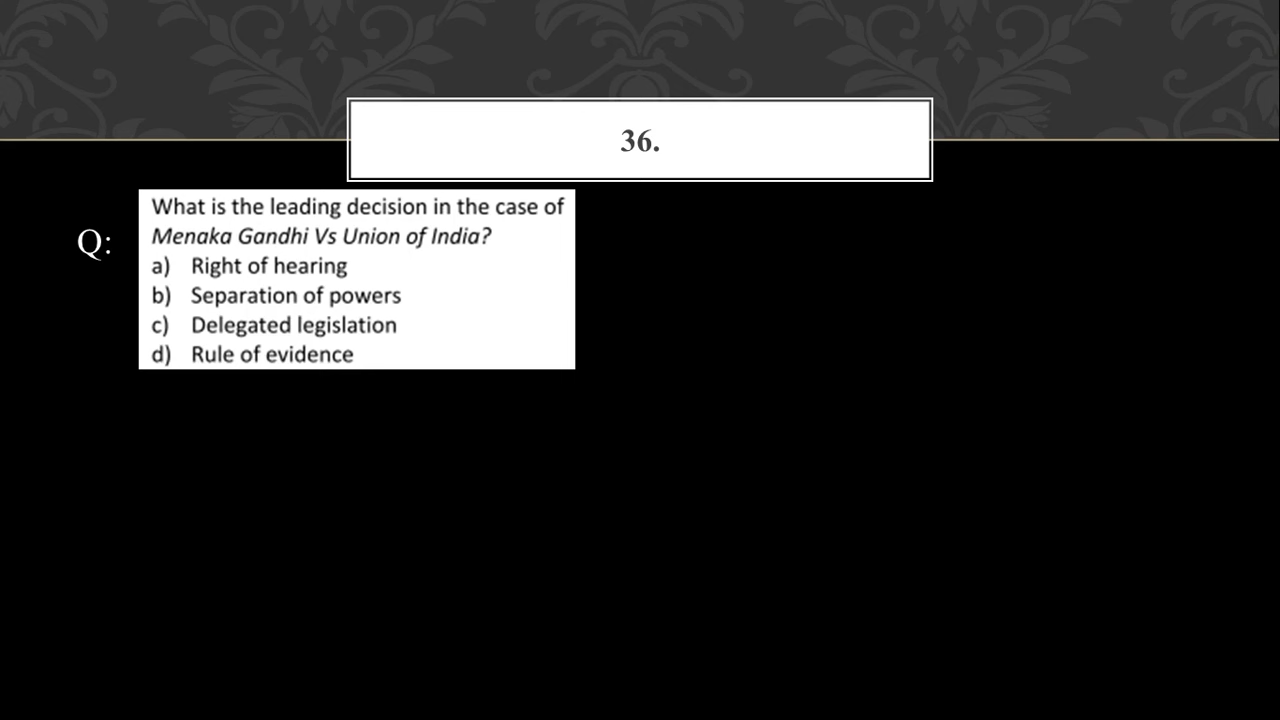 36.
Q:
What is the leading decision in the case of
Menaka Gandhi Vs Union of India?
a) Right of hearing
b) Separation of powers
c) Delegated legislation
d) Rule of evidence